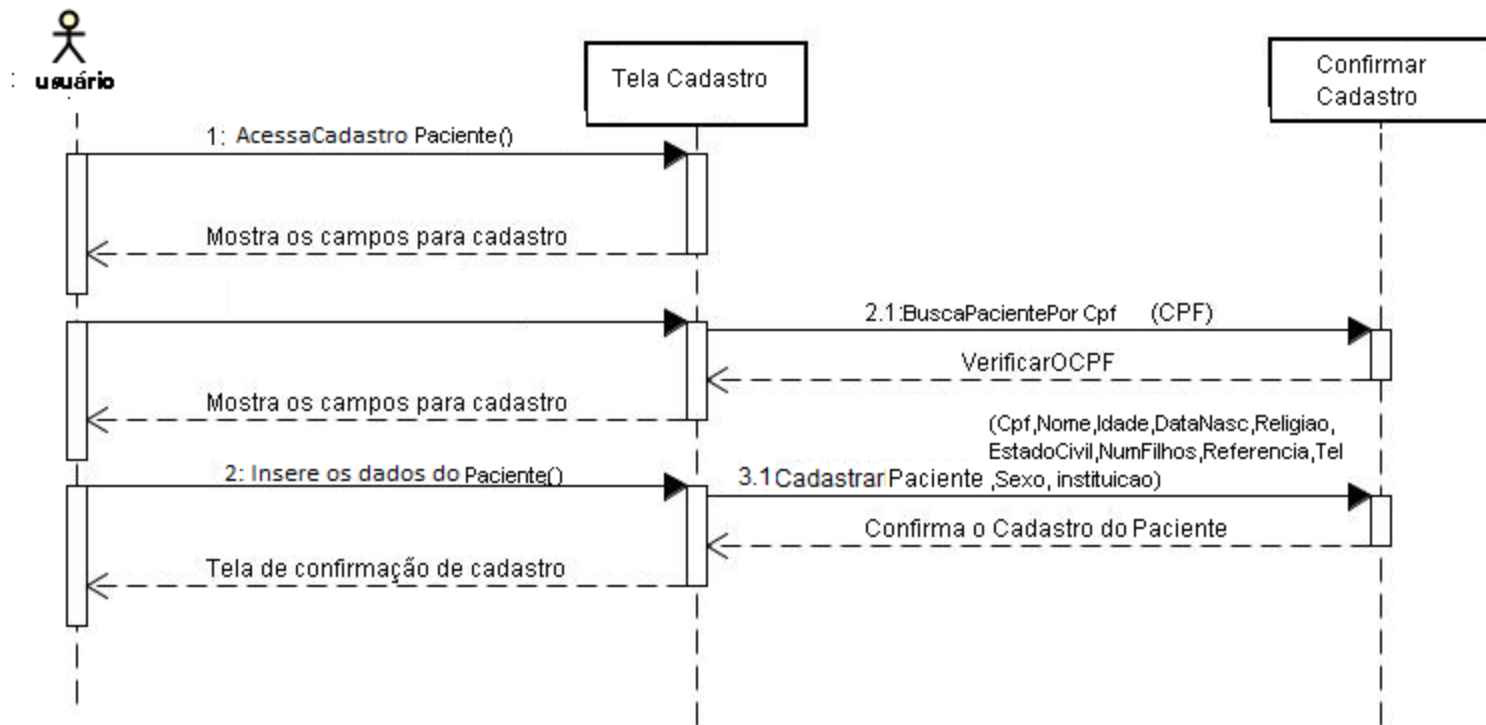 : usuário
Tela Cadastro
Confirmar
Cadastro
1: AcessaCadastro Paciente()
Mostra os campos para cadastro
2.1:BuscaPacientePor Cpf (CPF)
VerificarOCPF
Mostra os campos para cadastro
(Cpf,Nome,Idade,DataNasc,Religiao,
EstadoCivil,NumFilhos,Referencia,Tel
2: Insere os dados do Paciente()
3.1Cadastrar Paciente ,Sexo, instituicao)
Confirma o Cadastro do Paciente
Tela de confirmação de cadastro